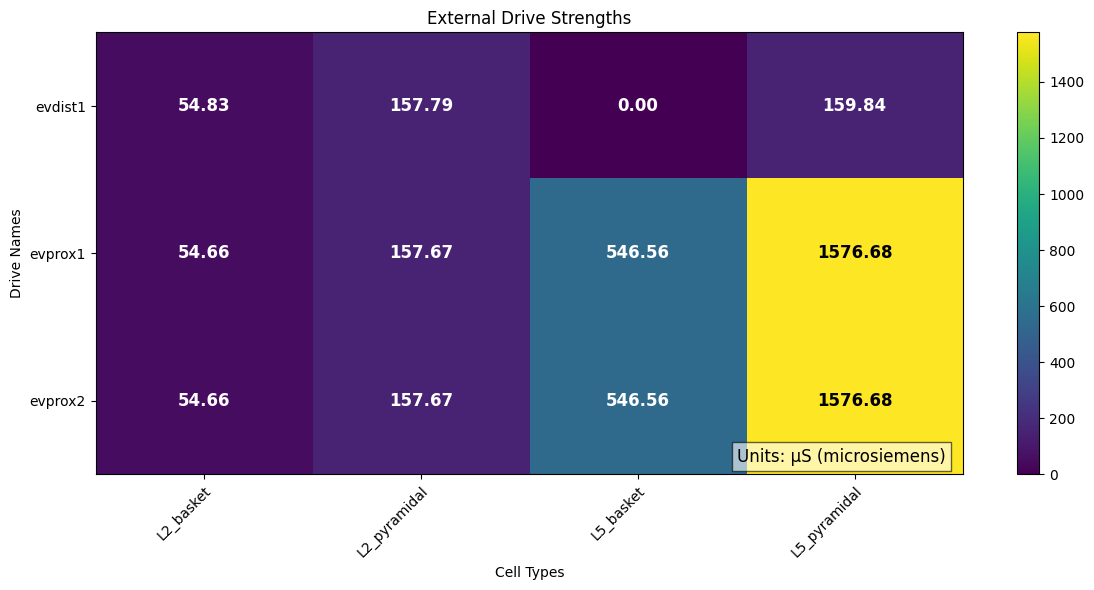 External Drive Strengths
Drive Names
evdist1
54.83 157.79 0.00 159.84
evprox1
54.66 157.67 546.56 1576.68
evprox2
54.66 157.67 546.56 1576.68
Units: µS (microsiemens)
L2_basket L2_pyramidal L5_basket L5_pyramidal
Cell Types
1400
1200
1000
800
600
400
200
0